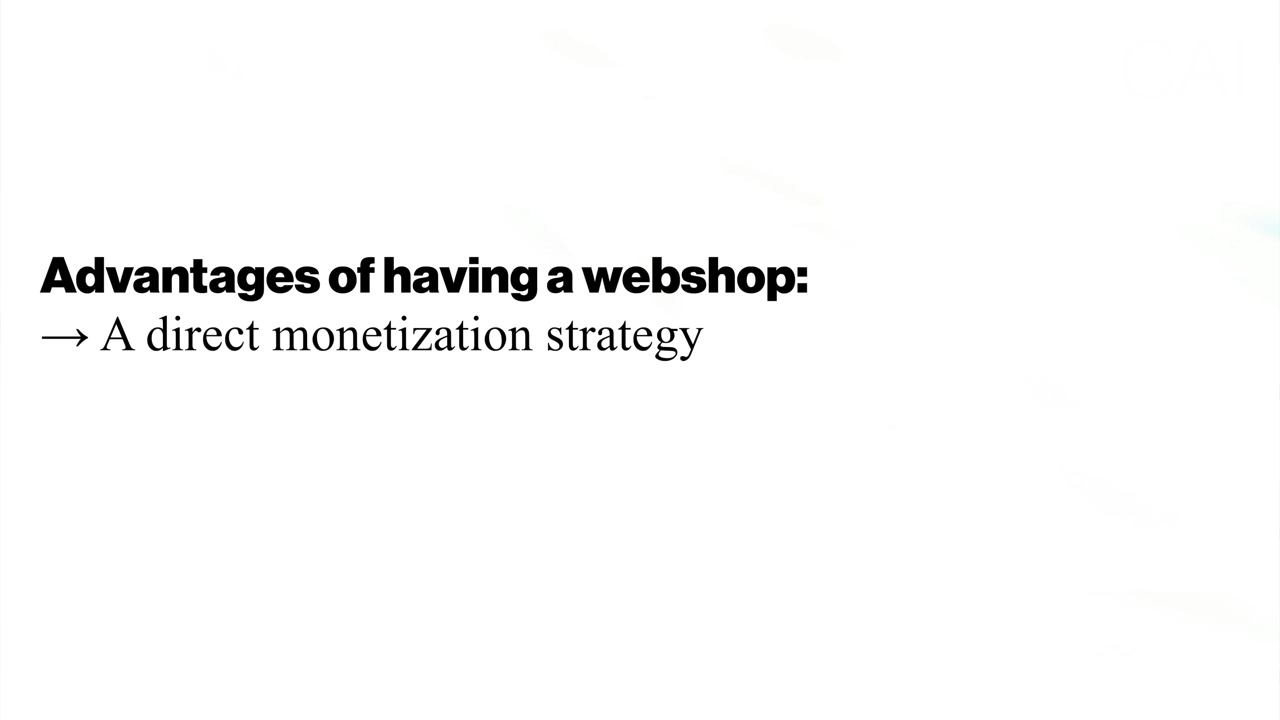 Advantages of having a webshop:
→ A direct monetization strategy